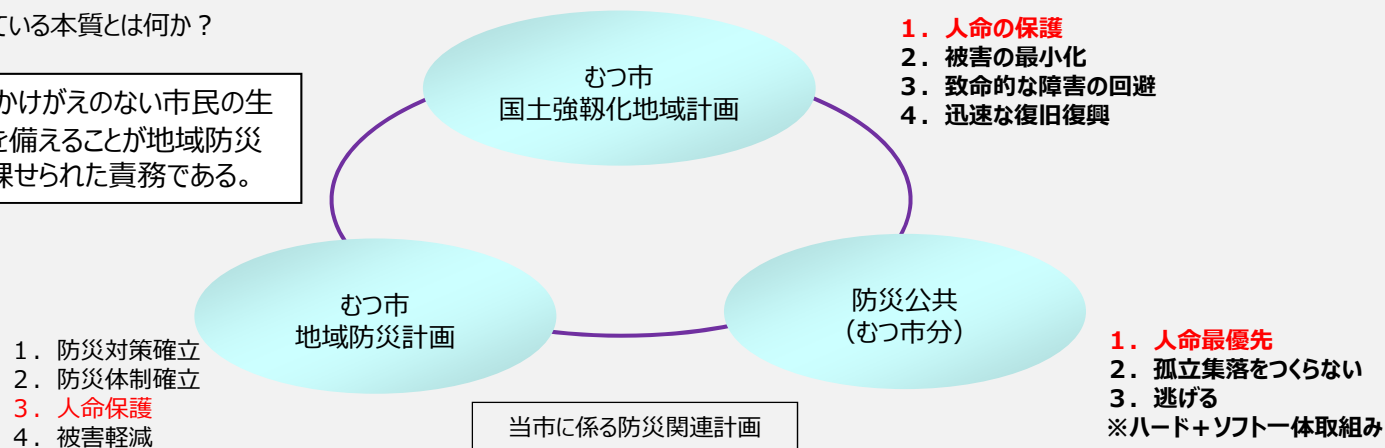 ている本質とは何か？
かけがえのない市民の生
を備えることが地域防災
課せられた責務である。
むつ市
国土強靱化地域計画
1．人命の保護
2．被害の最小化
3．致命的な障害の回避
4．迅速な復旧復興
むつ市
地域防災計画
1．防災対策確立
2．防災体制確立
3．人命保護
4．被害軽減
防災公共
（むつ市分）
1．人命最優先
2．孤立集落をつくらない
3．逃げる
※ハード＋ソフト一体取組み
当市に係る防災関連計画